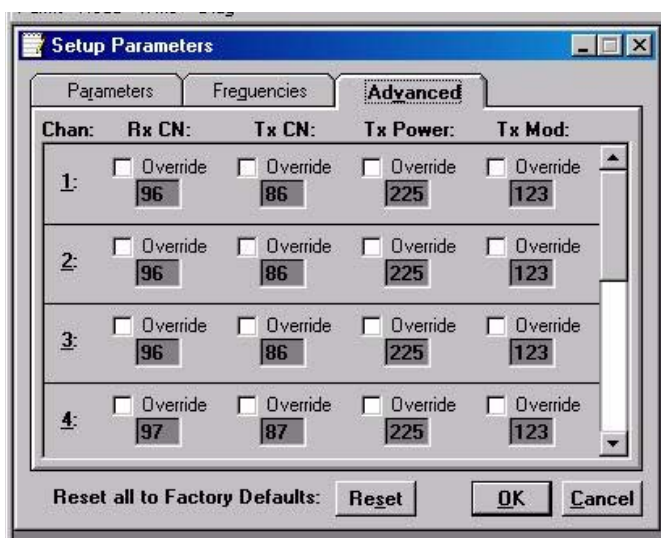 Setup Parameters
Parameters Frequencies Advanced
Chan: Rx CN: Tx CN: Tx Power: Tx Mod:
1: Override Override Override Override
96 86 225 123
2: Override Override Override Override
96 86 225 123
3: Override Override Override Override
96 86 225 123
4: Override Override Override Override
97 87 225 123
Reset all to Factory Defaults: Reset OK Cancel